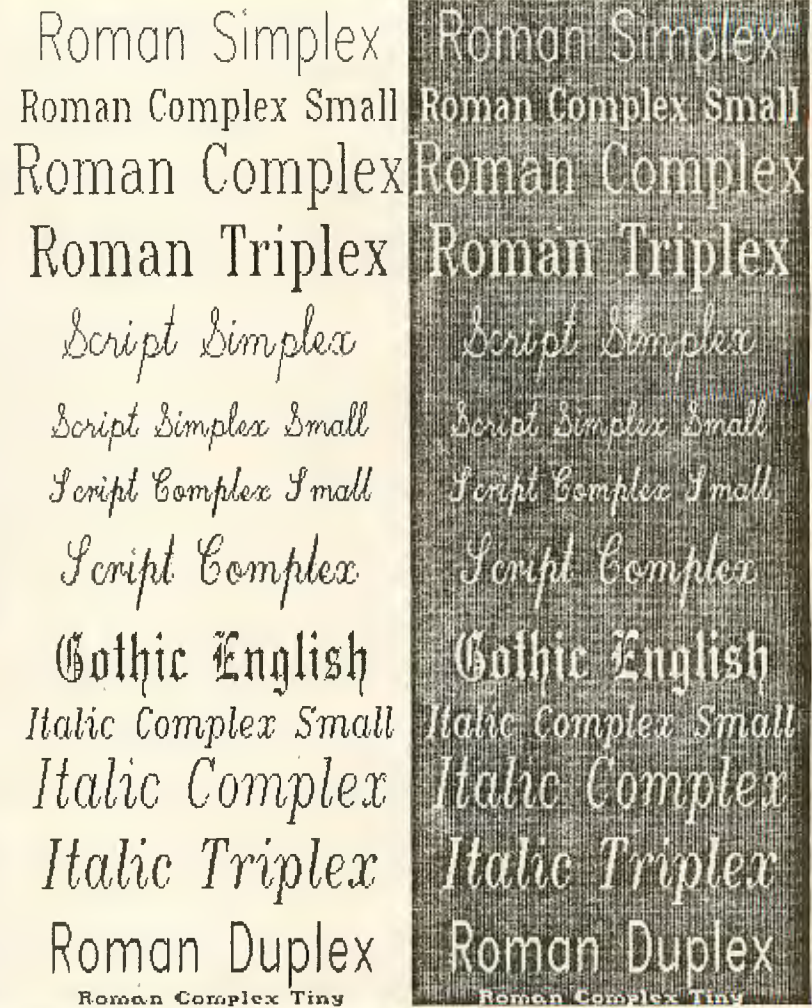 Roman Simplex
Roman Complex Small
Roman Complex
Roman Triplex
Script Simplex
Script Simplex Small
Script Complex Small
Script Complex
Gothic English
Italic Complex Small
Italic Complex
Italic Triplex
Roman Duplex
Roman Complex Tiny
Roman Simplex
Roman Complex Small
Roman Complex
Roman Triplex
Script Simplex
Script Simplex Small
Script Complex Small
Script Complex
Gothic English
Italic Complex Small
Italic Complex
Italic Triplex
Roman Duplex
Roman Complex Tiny